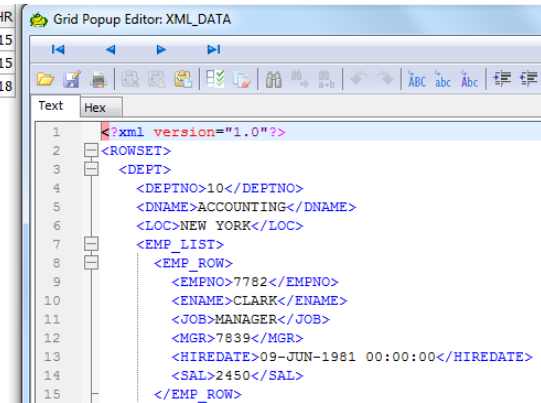 HR
Grid Popup Editor: XML_DATA
15
15
18
ABC abc Abc
Text Hex
1 <?xml version="1.0"?>
2 <ROWSET>
3 <DEPT>
4 <DEPTNO>10</DEPTNO>
5 <DNAME>ACCOUNTING</DNAME>
6 <LOC>NEW YORK</LOC>
7 <EMP_LIST>
8 <EMP_ROW>
9 <EMPNO>7782</EMPNO>
10 <ENAME>CLARK</ENAME>
11 <JOB>MANAGER</JOB>
12 <MGR>7839</MGR>
13 <HIREDATE>09-JUN-1981 00:00:00</HIREDATE>
14 <SAL>2450</SAL>
15 </EMP_ROW>